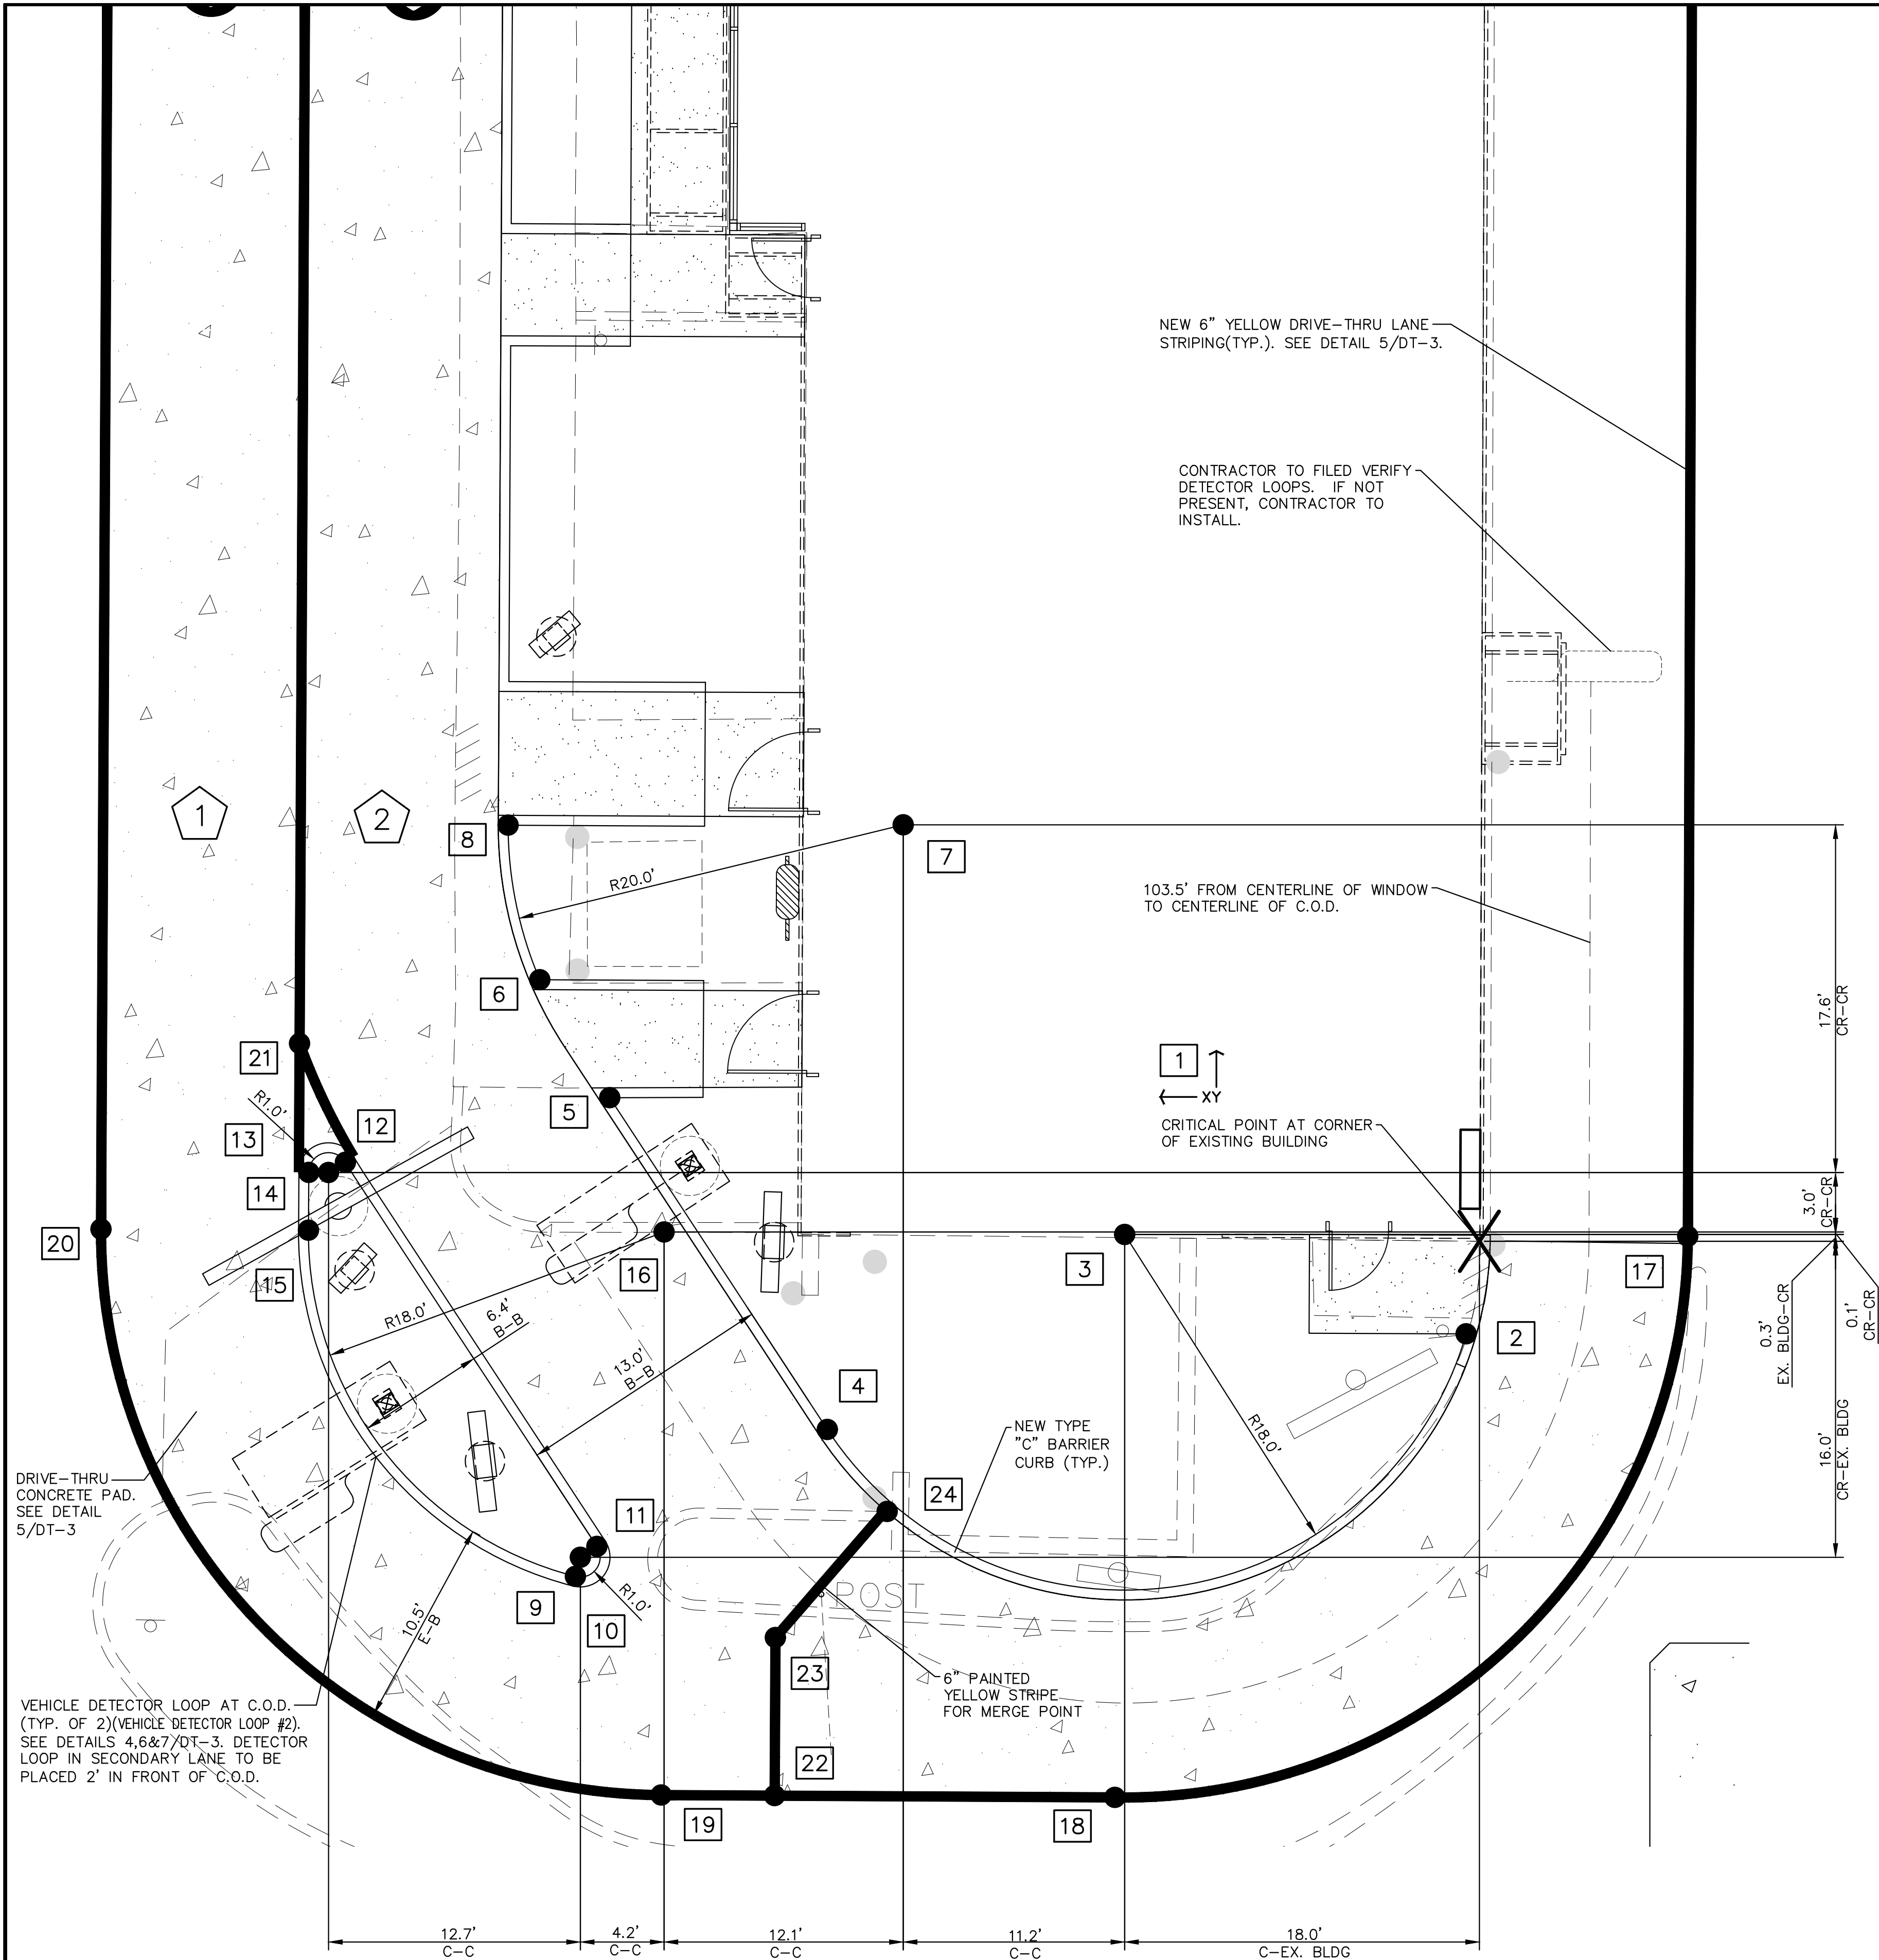 NEW 6" YELLOW DRIVE-THRU LANE
STRIPING(TYP.). SEE DETAIL 5/DT-3.
CONTRACTOR TO FILED VERIFY
DETECTOR LOOPS. IF NOT
PRESENT, CONTRACTOR TO
INSTALL.
1
2
8
7
R20.0'
103.5' FROM CENTERLINE OF WINDOW
TO CENTERLINE OF C.O.D.
6
17.6'
CR-CR
21
1
XY
5
R1.0'
12
13
CRITICAL POINT AT CORNER
OF EXISTING BUILDING
14
3.0'
CR-CR
20
15
16
3
17
R18.0'
6.4'
B-B
13.0'
B-B
2
0.3'
EX. BLDG-CR
0.1'
CR-CR
4
R18.0'
NEW TYPE
"C" BARRIER
CURB (TYP.)
16.0'
CR-EX. BLDG
DRIVE-THRU
CONCRETE PAD.
SEE DETAIL
5/DT-3
24
11
9
R1.0'
10
POST
10.5'
E-B
23
6" PAINTED
YELLOW STRIPE
FOR MERGE POINT
VEHICLE DETECTOR LOOP AT C.O.D.
(TYP. OF 2)(VEHICLE DETECTOR LOOP #2).
SEE DETAILS 4,6&7/DT-3. DETECTOR
LOOP IN SECONDARY LANE TO BE
PLACED 2' IN FRONT OF C.O.D.
22
19
18
12.7'
C-C
4.2'
C-C
12.1'
C-C
11.2'
C-C
18.0'
C-EX. BLDG